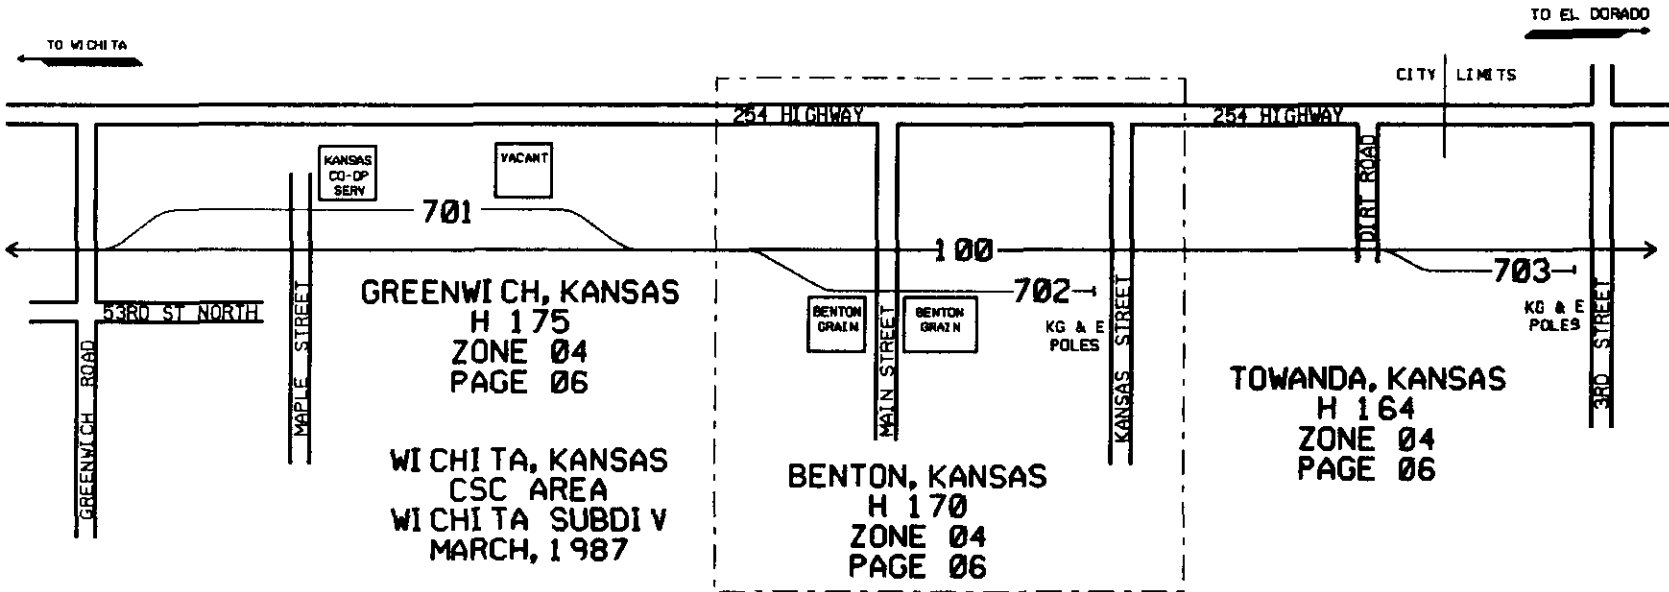 TO WICHITA
TO EL DORADO
CITY LIMITS
254 HIGHWAY
254 HIGHWAY
KANSAS
CO-OP
SERV
VACANT
DIRT ROAD
701
100
702
703
GREENWICH, KANSAS
H 175
ZONE 04
PAGE 06
53RD ST NORTH
GREENWICH ROAD
MAPLE STREET
BENTON
GRAIN
MAIN STREET
BENTON
GRAIN
KG & E
POLES
KANSAS STREET
KG & E
POLES
3RD STREET
TOWANDA, KANSAS
H 164
ZONE 04
PAGE 06
WICHITA, KANSAS
CSC AREA
WICHITA SUBDIV
MARCH, 1987
BENTON, KANSAS
H 170
ZONE 04
PAGE 06